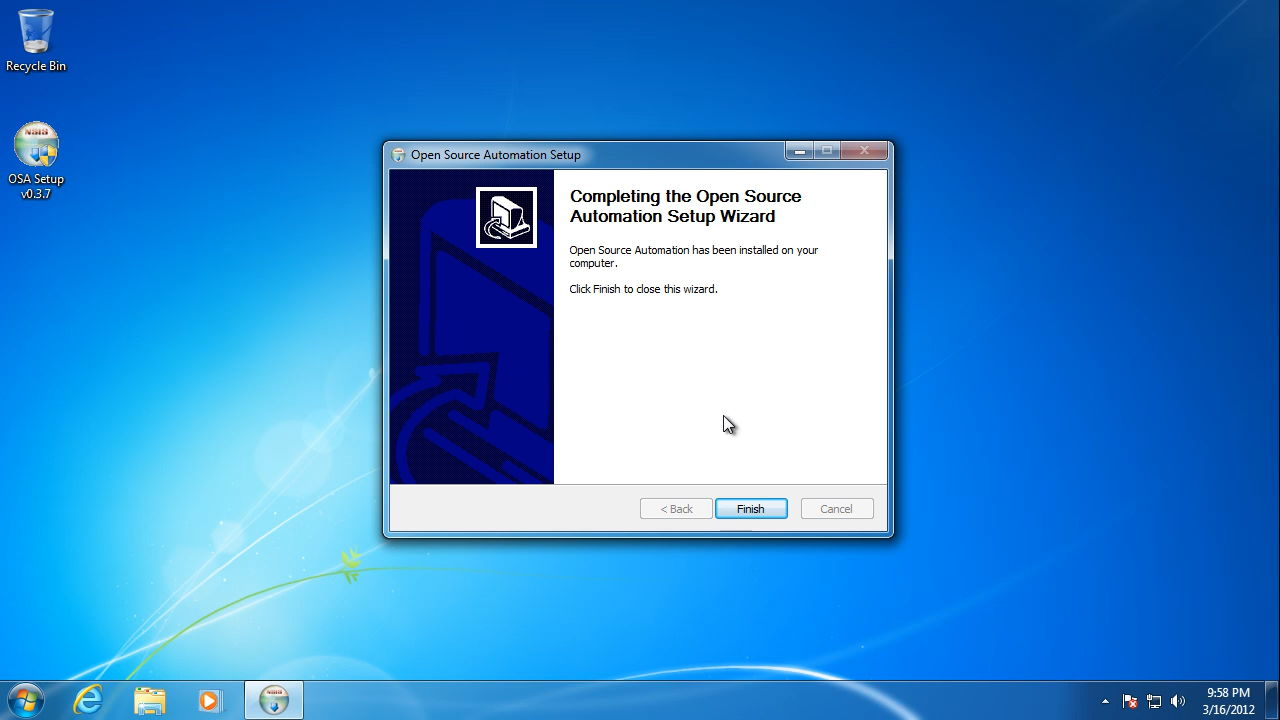 Recycle Bin
NSIS
OSA Setup
v0.3.7
Open Source Automation Setup
Completing the Open Source
Automation Setup Wizard
Open Source Automation has been installed on your
computer.
Click Finish to close this wizard.
< Back
Finish
Cancel
NSIS
9:58 PM
3/16/2012